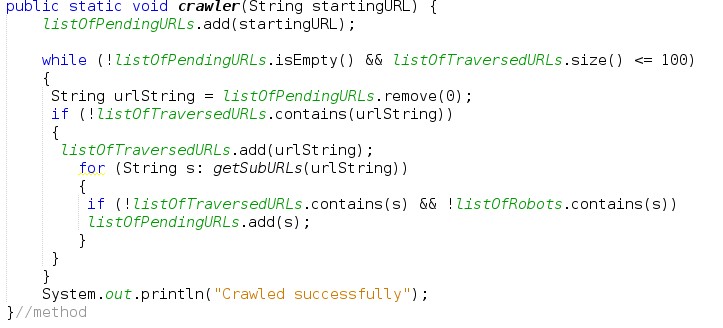 public static void crawler(String startingURL) {
listOfPendingURLs.add(startingURL);
while (!listOfPendingURLs.isEmpty() && listOfTraversedURLs.size() <= 100)
{
String urlString = listOfPendingURLs.remove(0);
if (!listOfTraversedURLs.contains(urlString))
{
listOfTraversedURLs.add(urlString);
for (String s: getSubURLs(urlString))
{
if (!listOfTraversedURLs.contains(s) && !listOfRobots.contains(s))
listOfPendingURLs.add(s);
}
}
}
System.out.println("Crawled successfully");
}//method